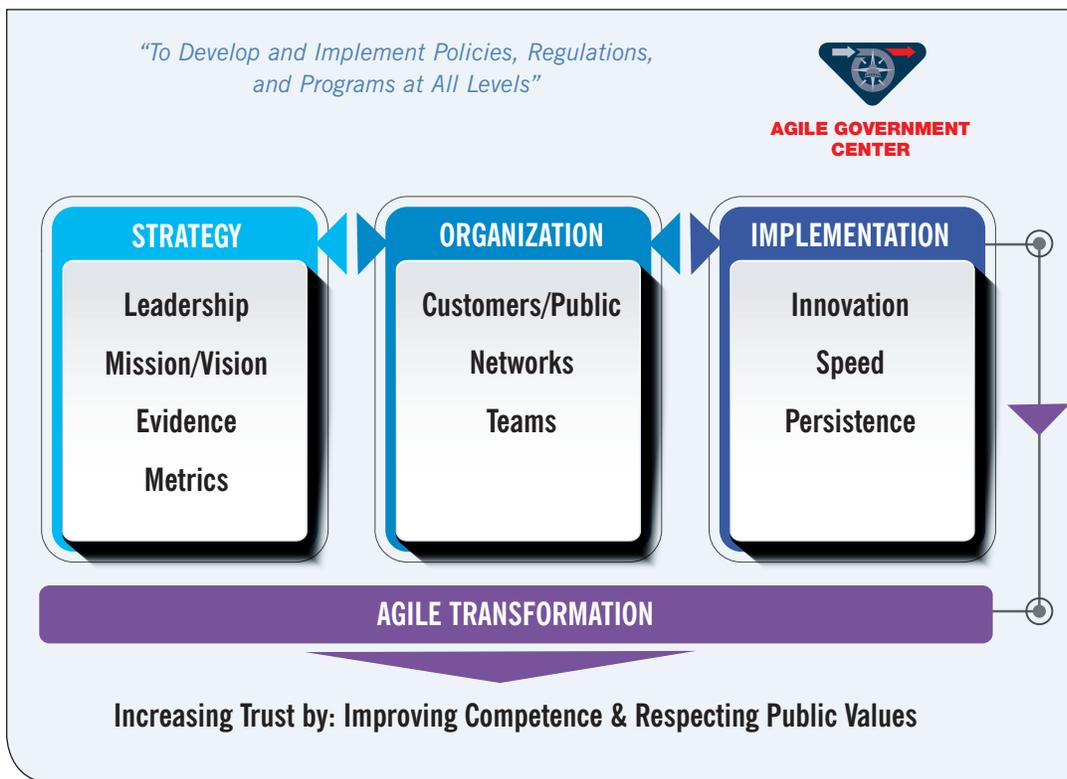 “To Develop and Implement Policies, Regulations,
and Programs at All Levels”
AGILE GOVERNMENT
CENTER
STRATEGY
Leadership
Mission/Vision
Evidence
Metrics
ORGANIZATION
Customers/Public
Networks
Teams
IMPLEMENTATION
Innovation
Speed
Persistence
AGILE TRANSFORMATION
Increasing Trust by: Improving Competence & Respecting Public Values